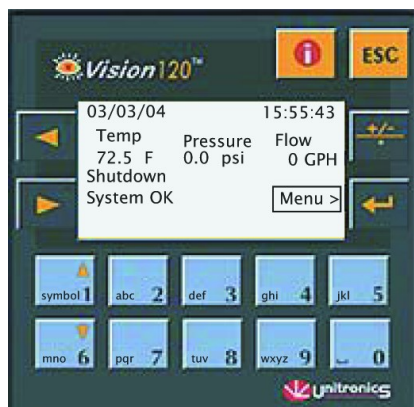 Vision120™
i
ESC
03/03/04 15:55:43
Temp Pressure Flow
72.5 F 0.0 psi 0 GPH
Shutdown
System OK
Menu >
+/-
symbol 1 abc 2 def 3 ghi 4 jkl 5
mno 6 pqr 7 tuv 8 wxyz 9 0
Unitronics